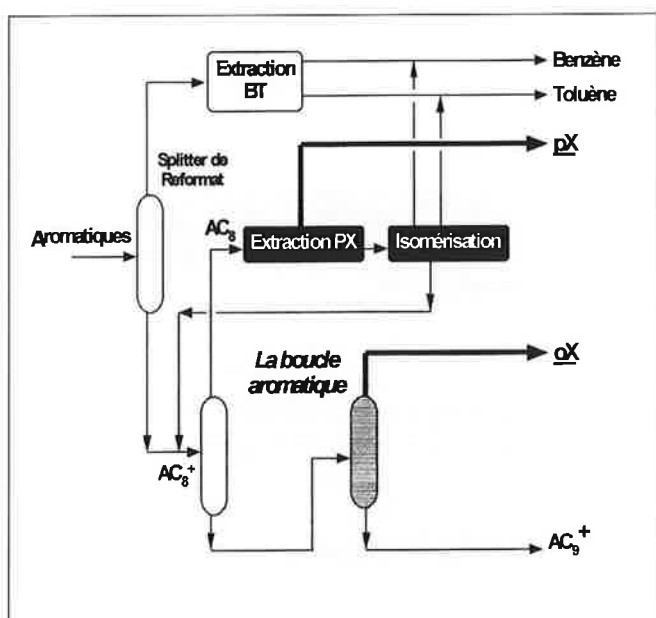 Extraction
BT
Benzène
Toluène
Splitter de
Reformat
pX
Aromatiques
AC₈
Extraction PX
Isomérisation
La boucle
aromatique
oX
AC₈⁺
AC₉⁺